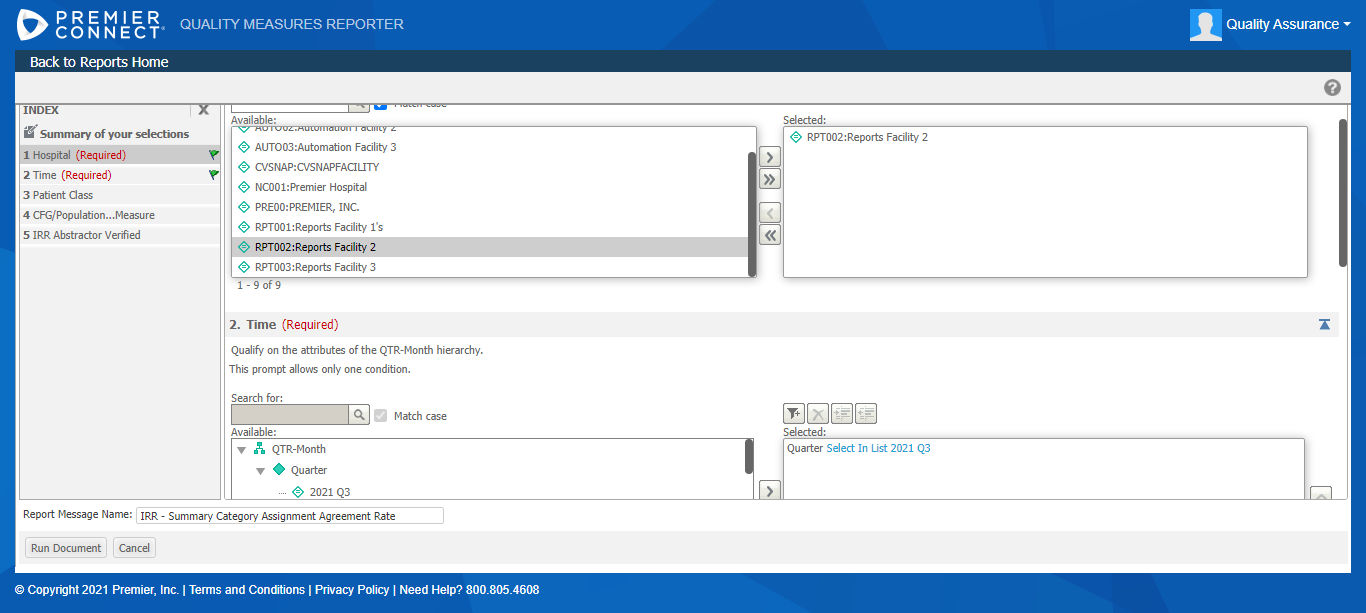 PREMIER CONNECT
QUALITY MEASURES REPORTER
Quality Assurance
Back to Reports Home
INDEX
X
Summary of your selections
1 Hospital (Required)
2 Time (Required)
3 Patient Class
4 CFG/Population...Measure
5 IRR Abstractor Verified
Match case
Available:
AUTO02:Automation Facility 2
AUTO03:Automation Facility 3
CVSNAP:CVSNAPFACILITY
NC001:Premier Hospital
PRE00:PREMIER, INC.
RPT001:Reports Facility 1's
RPT002:Reports Facility 2
RPT003:Reports Facility 3
1 - 9 of 9
Selected:
RPT002:Reports Facility 2
2. Time (Required)
Qualify on the attributes of the QTR-Month hierarchy.
This prompt allows only one condition.
Search for:
Match case
Available:
QTR-Month
Quarter
2021 Q3
Selected:
Quarter Select In List 2021 Q3
Report Message Name: IRR - Summary Category Assignment Agreement Rate
Run Document Cancel
© Copyright 2021 Premier, Inc. | Terms and Conditions | Privacy Policy | Need Help? 800.805.4608